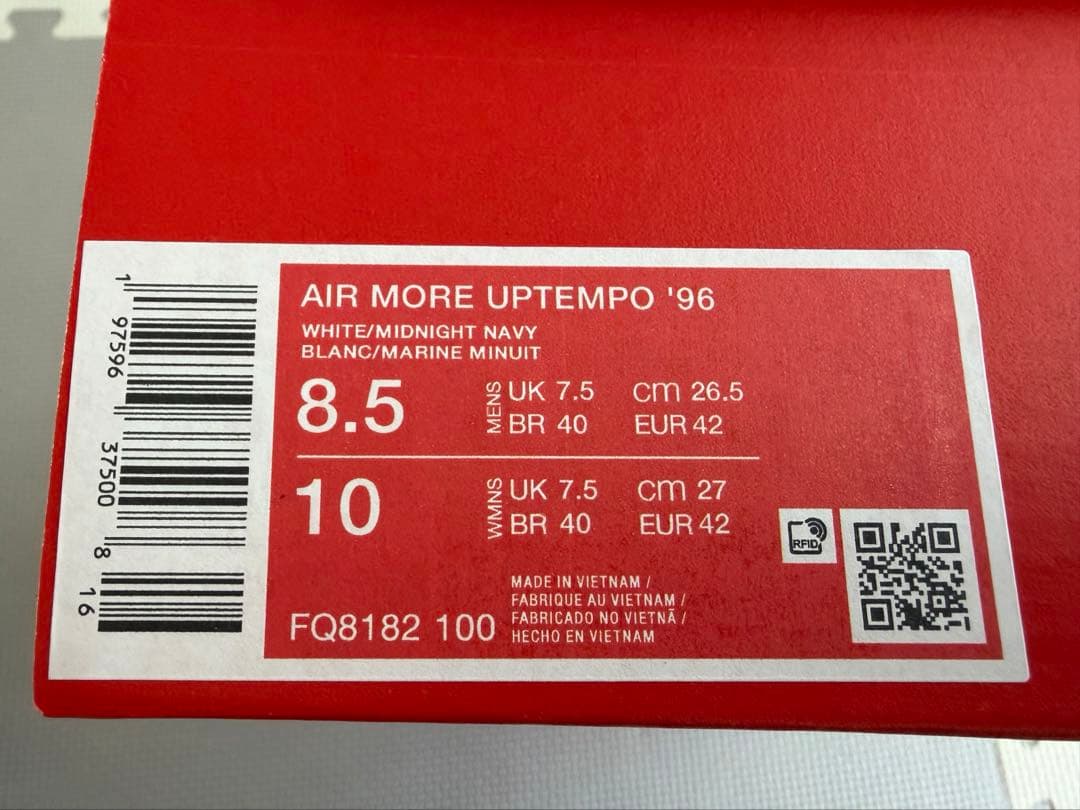 AIR MORE UPTEMPO '96
WHITE/MIDNIGHT NAVY
BLANC/MARINE MINUIT
8.5 MENS UK 7.5 cm 26.5
BR 40 EUR 42
10 WMNS UK 7.5 cm 27
BR 40 EUR 42
RFID
FQ8182 100
MADE IN VIETNAM /
FABRIQUE AU VIETNAM /
FABRICADO NO VIETNÃ /
HECHO EN VIETNAM
1 97596 37500 8 16